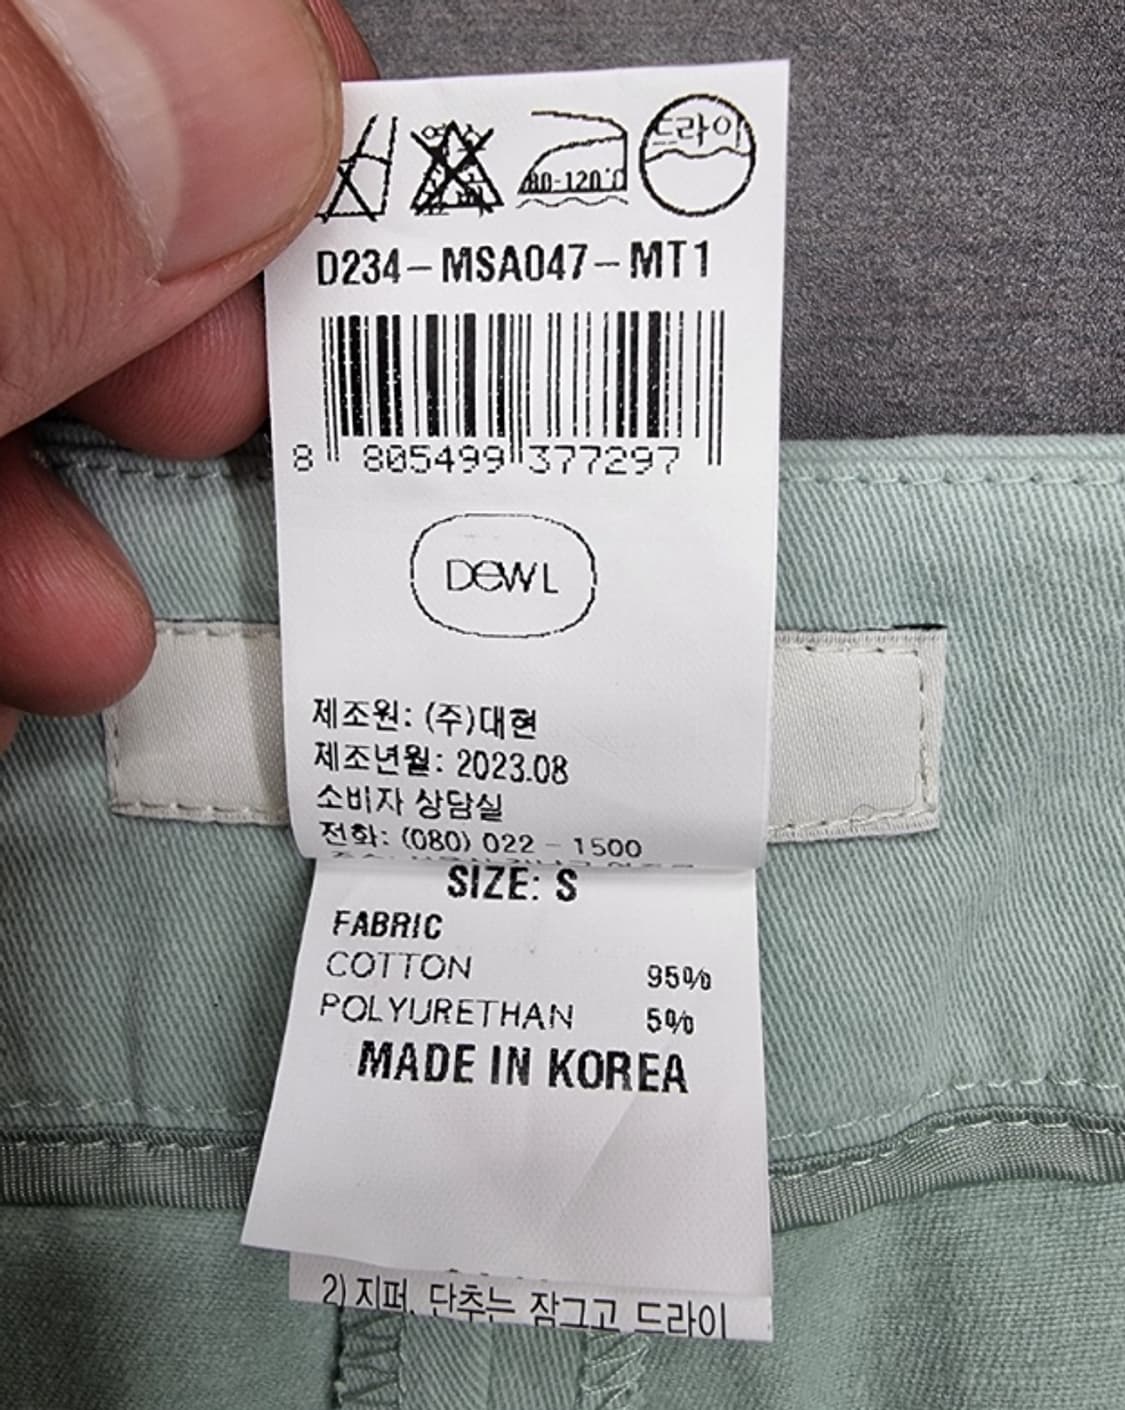 80-120℃
드라이
D234-MSA047-MT1
8 805499 377297
DEWL
제조원: (주)대현
제조년월: 2023.08
소비자 상담실
전화: (080) 022-1500
SIZE: S
FABRIC
COTTON 95%
POLYURETHAN 5%
MADE IN KOREA
2) 지퍼, 단추는 잠그고 드라이